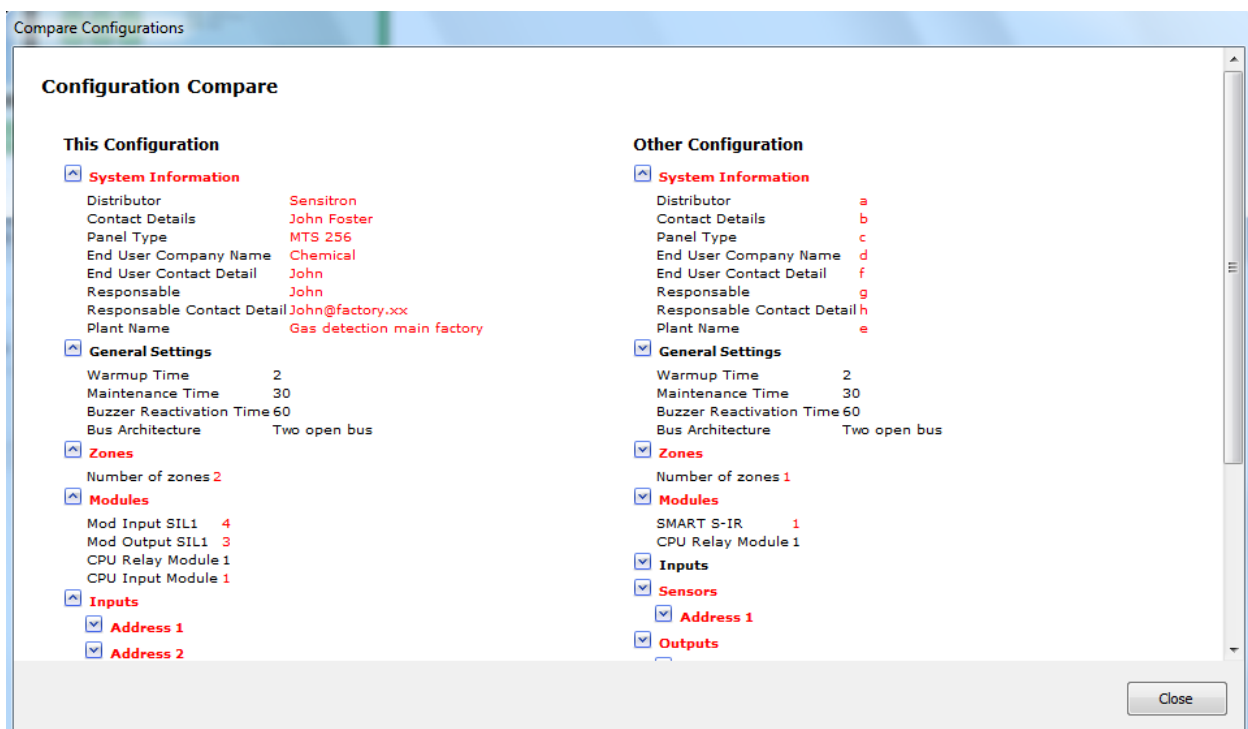 Compare Configurations
Configuration Compare
This Configuration
System Information
Distributor Sensitron
Contact Details John Foster
Panel Type MTS 256
End User Company Name Chemical
End User Contact Detail John
Responsable John
Responsable Contact Detail John@factory.xx
Plant Name Gas detection main factory
General Settings
Warmup Time 2
Maintenance Time 30
Buzzer Reactivation Time 60
Bus Architecture Two open bus
Zones
Number of zones 2
Modules
Mod Input SIL1 4
Mod Output SIL1 3
CPU Relay Module 1
CPU Input Module 1
Inputs
Address 1
Address 2
Other Configuration
System Information
Distributor a
Contact Details b
Panel Type c
End User Company Name d
End User Contact Detail f
Responsable g
Responsable Contact Detail h
Plant Name e
General Settings
Warmup Time 2
Maintenance Time 30
Buzzer Reactivation Time 60
Bus Architecture Two open bus
Zones
Number of zones 1
Modules
SMART S-IR 1
CPU Relay Module 1
Inputs
Sensors
Address 1
Outputs
Close